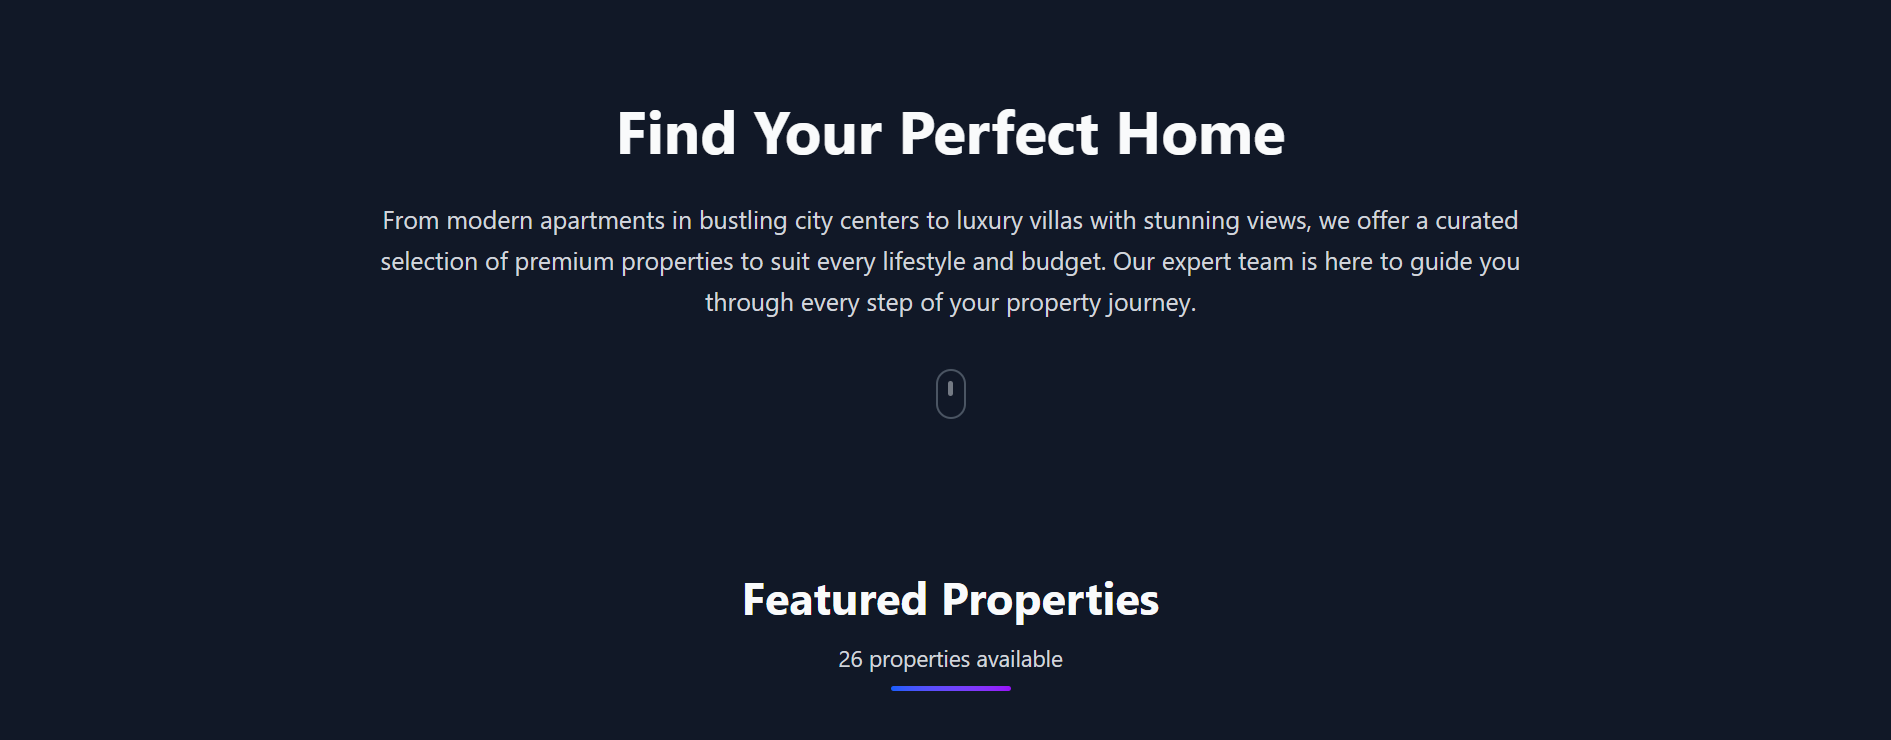 Find Your Perfect Home
From modern apartments in bustling city centers to luxury villas with stunning views, we offer a curated
selection of premium properties to suit every lifestyle and budget. Our expert team is here to guide you
through every step of your property journey.
Featured Properties
26 properties available